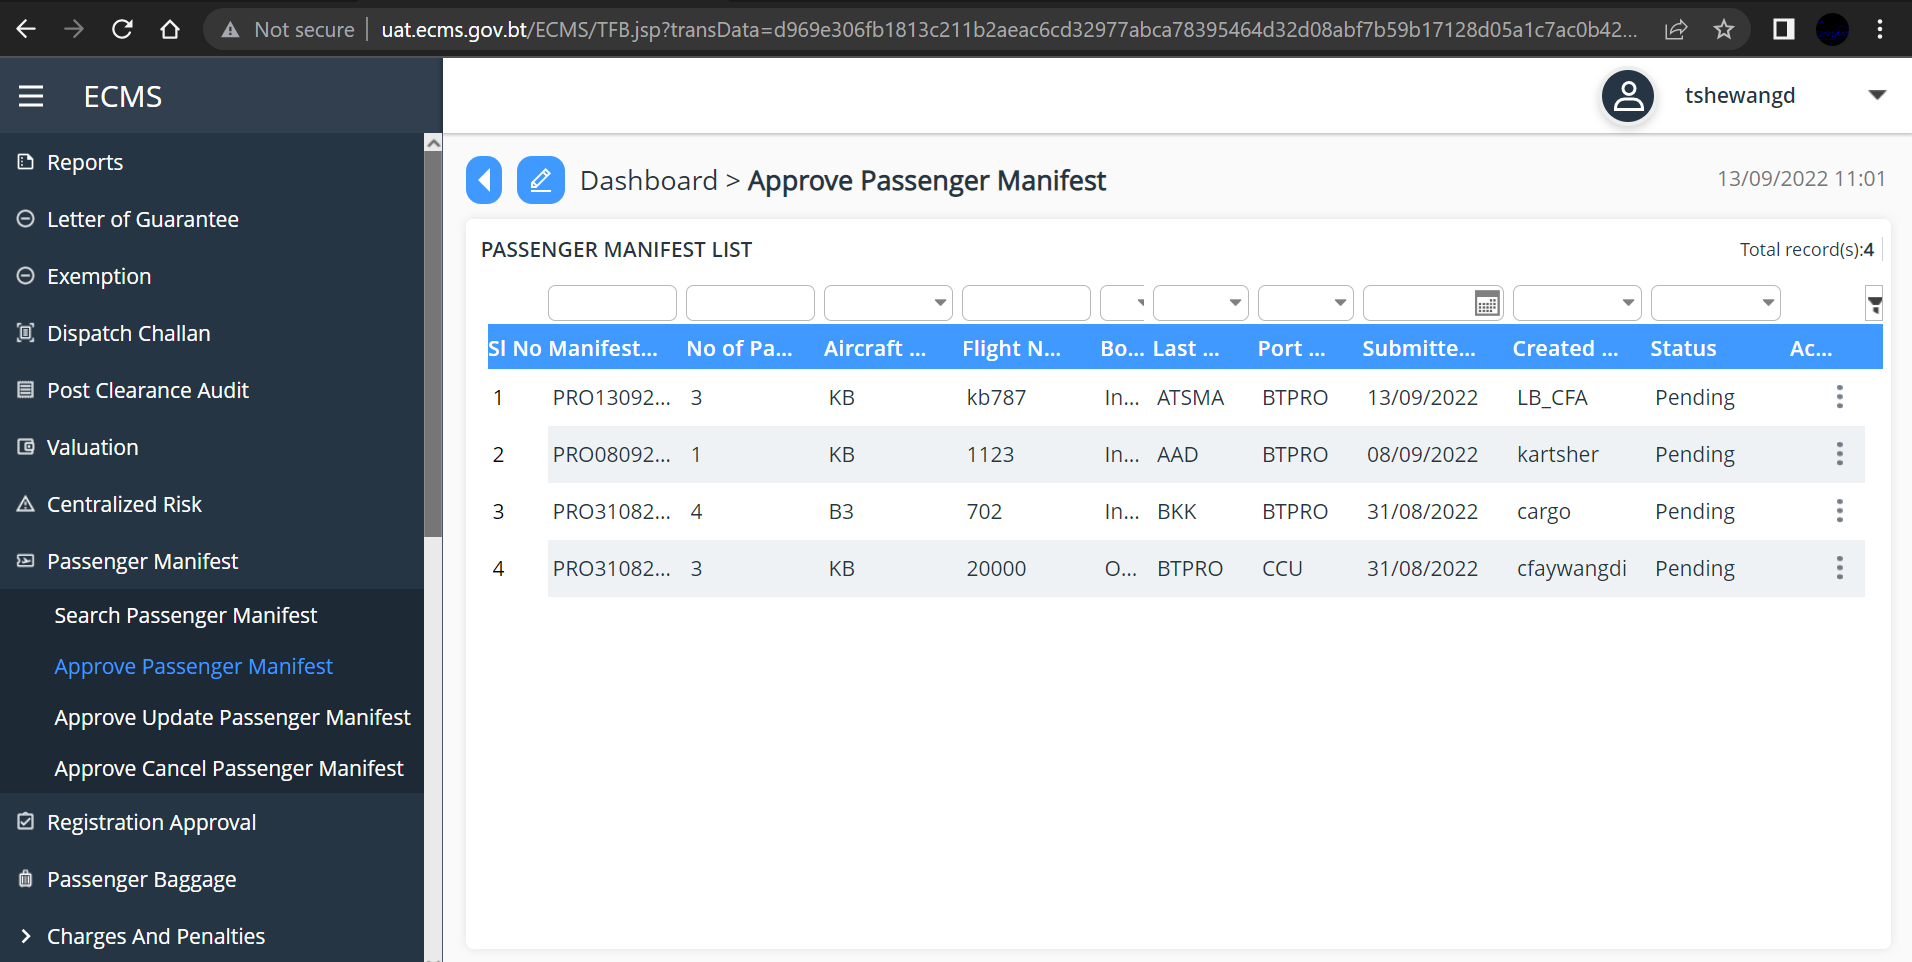 Not secure uat.ecms.gov.bt/ECMS/TFB.jsp?transData=d969e306fb1813c211b2aeac6cd32977abca78395464d32d08abf7b59b17128d05a1c7ac0b42...
ECMS
tshewangd
Reports
Letter of Guarantee
Exemption
Dispatch Challan
Post Clearance Audit
Valuation
Centralized Risk
Passenger Manifest
Search Passenger Manifest
Approve Passenger Manifest
Approve Update Passenger Manifest
Approve Cancel Passenger Manifest
Registration Approval
Passenger Baggage
Charges And Penalties
Dashboard > Approve Passenger Manifest
13/09/2022 11:01
PASSENGER MANIFEST LIST
Total record(s):4
Sl No Manifest... No of Pa... Aircraft ... Flight N... Bo... Last ... Port ... Submitte... Created ... Status Ac...
1 PRO13092... 3 KB kb787 In... ATSMA BTPRO 13/09/2022 LB_CFA Pending
2 PRO08092... 1 KB 1123 In... AAD BTPRO 08/09/2022 kartsher Pending
3 PRO31082... 4 B3 702 In... BKK BTPRO 31/08/2022 cargo Pending
4 PRO31082... 3 KB 20000 O... BTPRO CCU 31/08/2022 cfaywangdi Pending